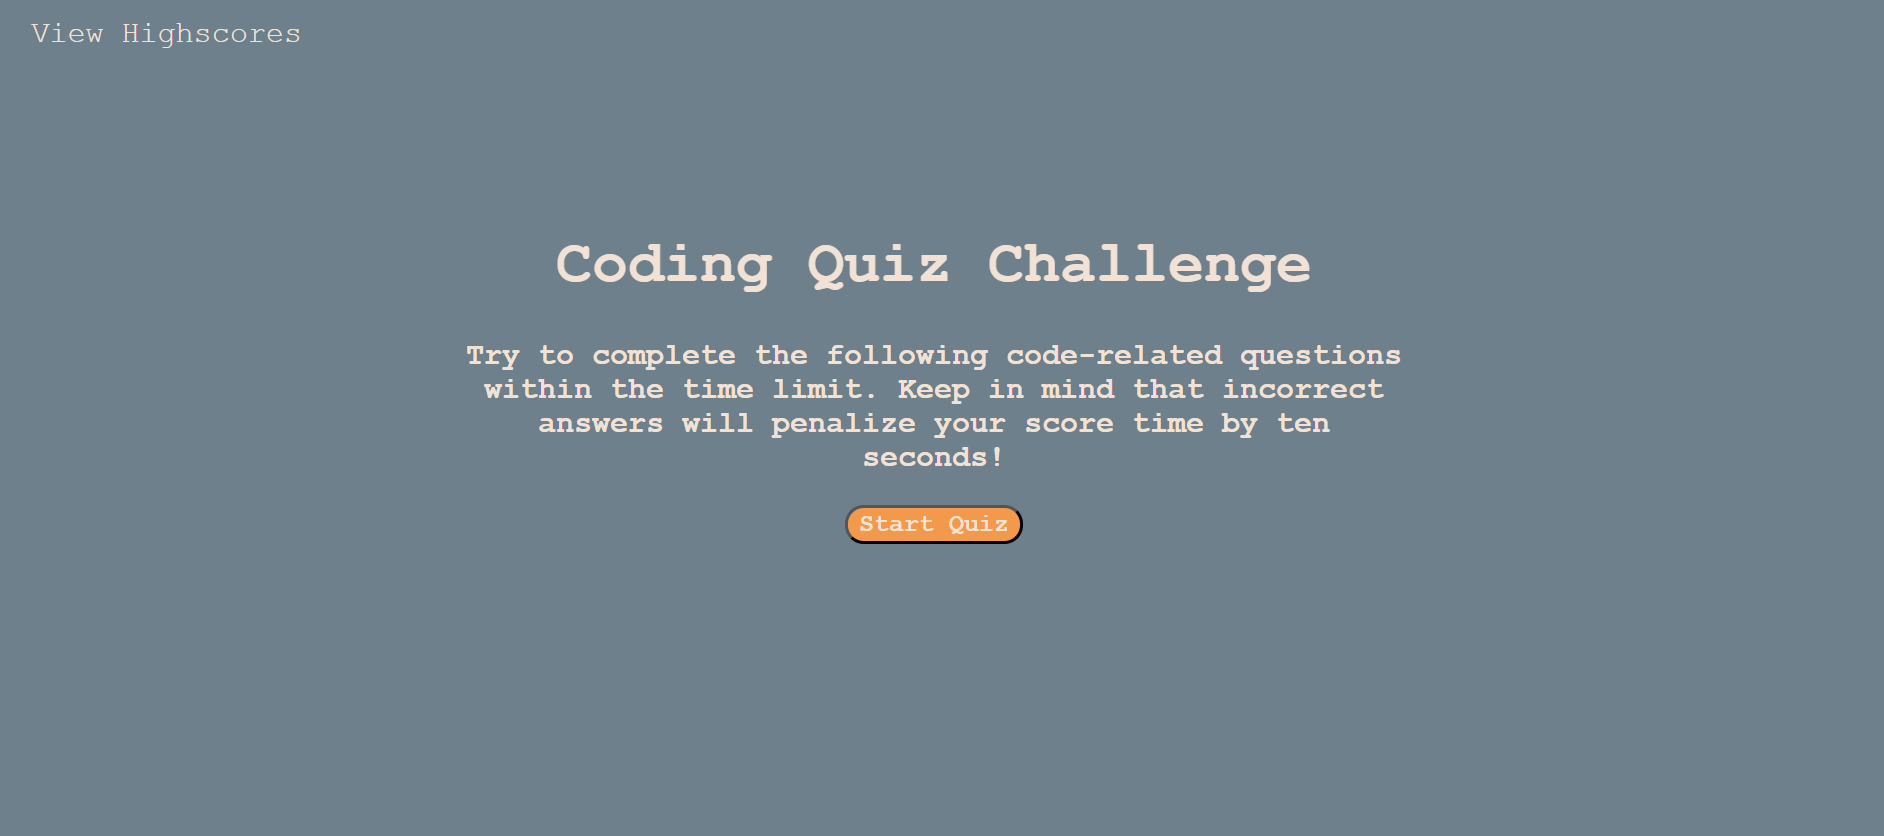 View Highscores
Coding Quiz Challenge
Try to complete the following code-related questions
within the time limit. Keep in mind that incorrect
answers will penalize your score time by ten
seconds!
Start Quiz